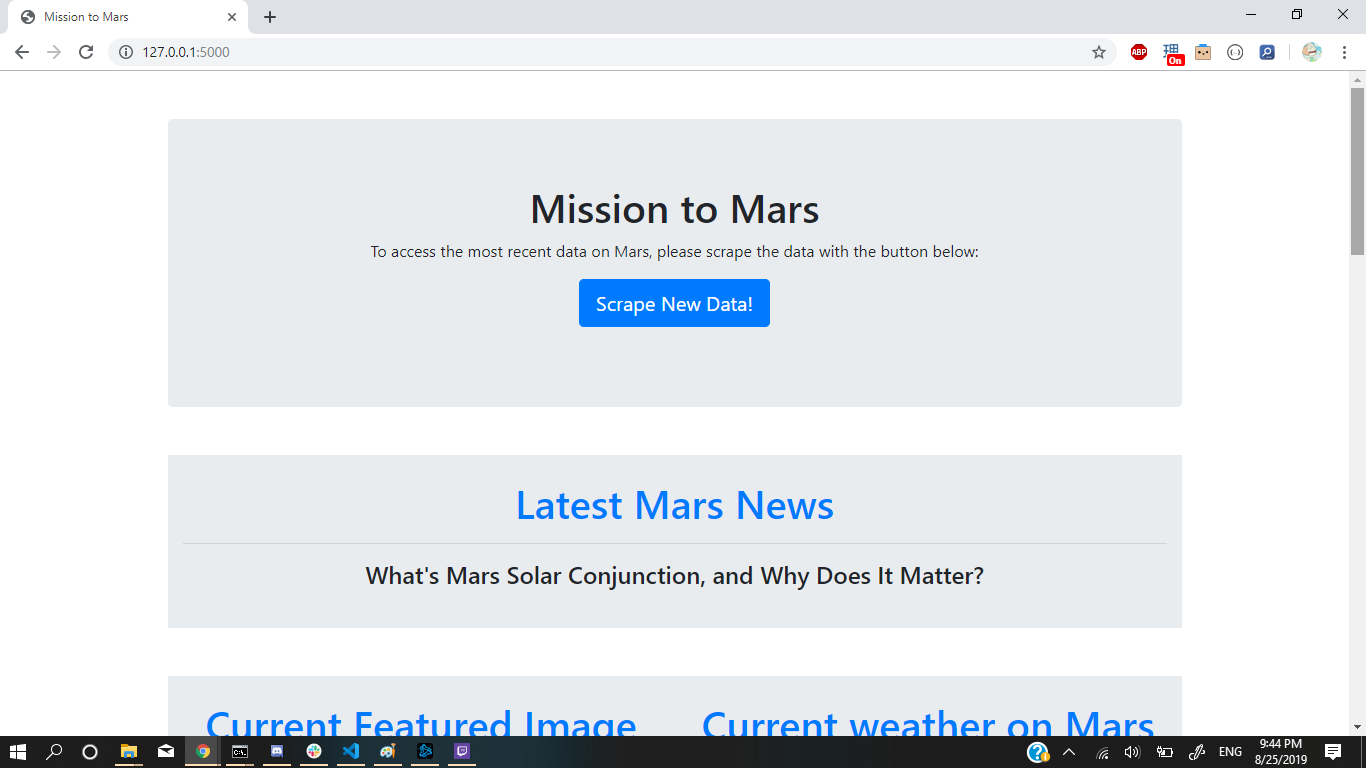 Mission to Mars
127.0.0.1:5000
ABP
On
Mission to Mars
To access the most recent data on Mars, please scrape the data with the button below:
Scrape New Data!
Latest Mars News
What's Mars Solar Conjunction, and Why Does It Matter?
Current Featured Image
Current weather on Mars
ENG
9:44 PM
8/25/2019